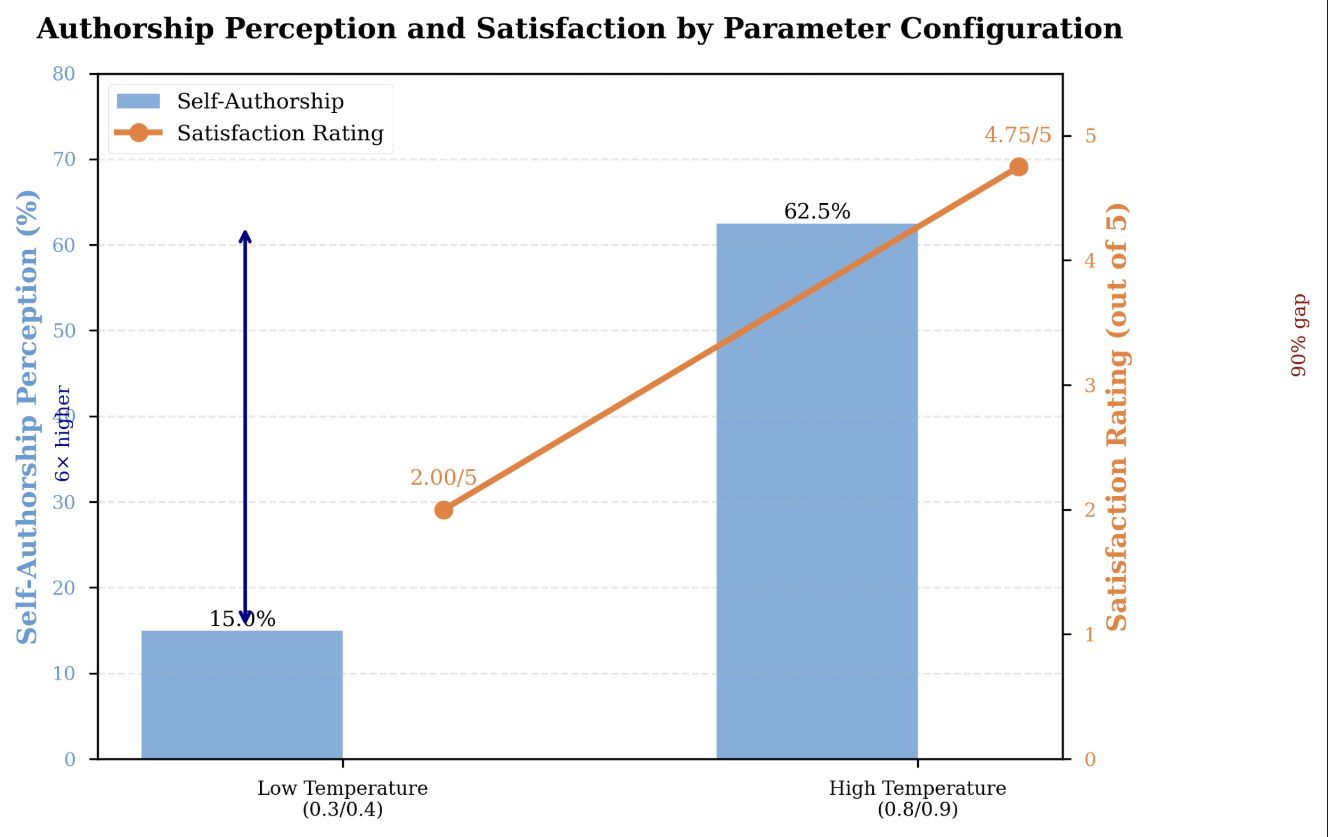 Authorship Perception and Satisfaction by Parameter Configuration
Self-Authorship Perception (%)
80
70
60
50
40
30
20
10
0
Self-Authorship
Satisfaction Rating
6× higher
15.0%
2.00/5
62.5%
4.75/5
5
4
3
2
1
0
Satisfaction Rating (out of 5)
90% gap
Low Temperature
(0.3/0.4)
High Temperature
(0.8/0.9)